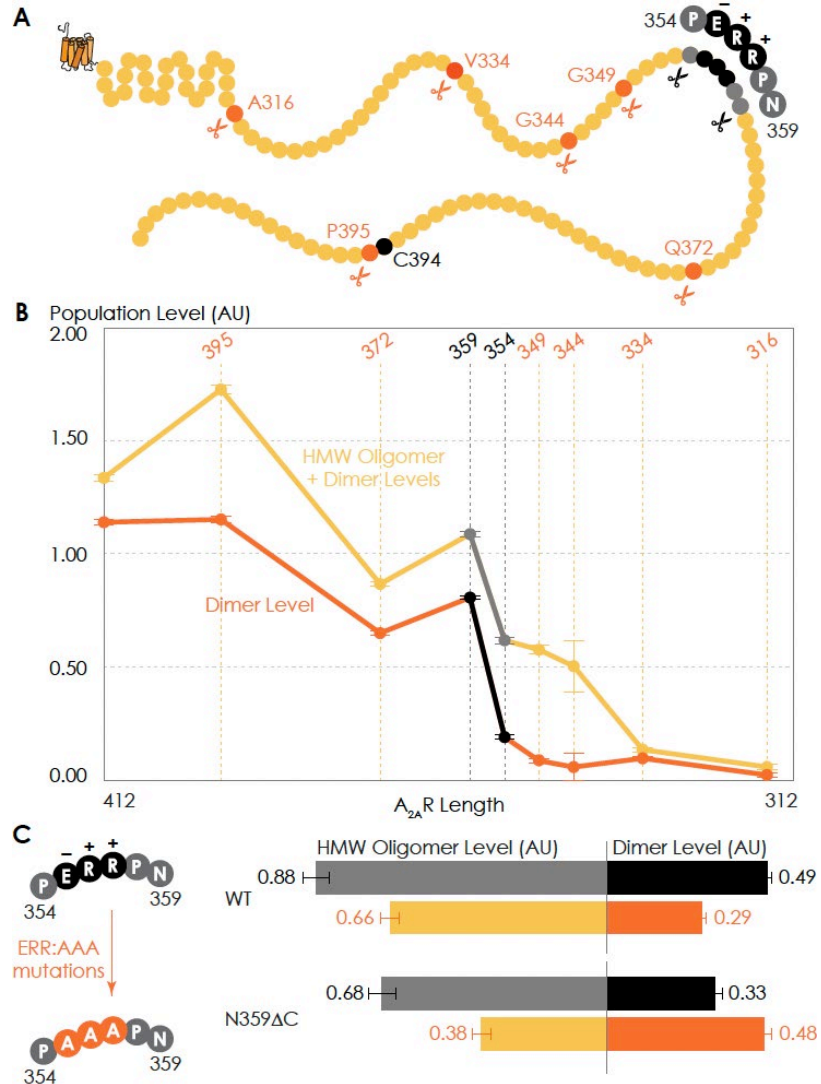 A
354 P E R R P N 359
− + +
A316
V334
G344
G349
P395
C394
Q372
B
Population Level (AU)
2.00
1.50
1.00
0.50
0.00
395
372
359
354
349
344
334
316
HMW Oligomer
+ Dimer Levels
Dimer Level
412
A₂ₐR Length
312
C
− + +
P E R R P N
354
359
ERR:AAA
mutations
P A A A P N
354
359
HMW Oligomer Level (AU)
Dimer Level (AU)
WT
0.88
0.49
0.66
0.29
N359ΔC
0.68
0.33
0.38
0.48